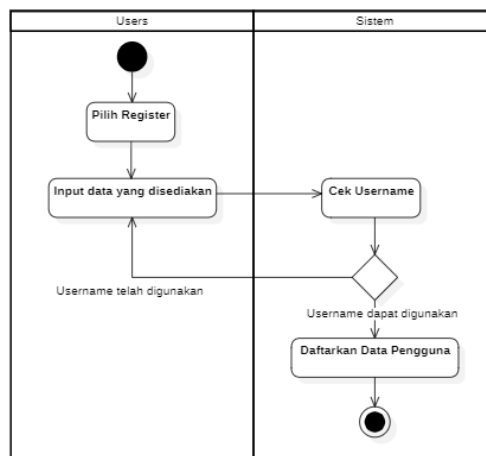 Users
Sistem
Pilih Register
Input data yang disediakan
Cek Username
Username telah digunakan
Username dapat digunakan
Daftarkan Data Pengguna